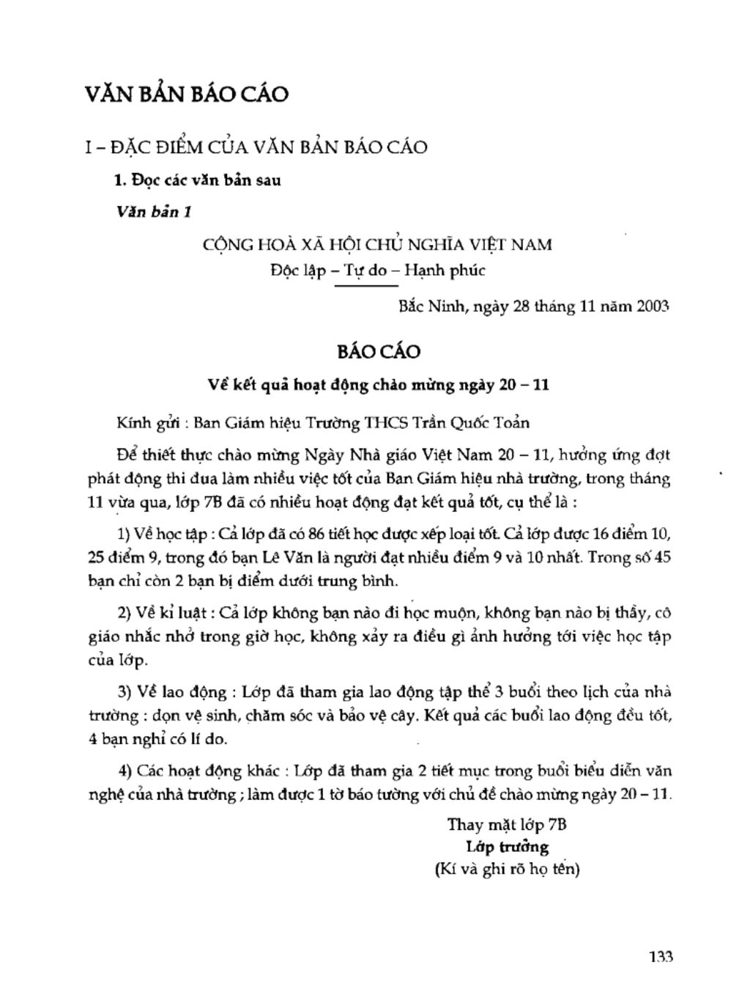 VĂN BẢN BÁO CÁO
I – ĐẶC ĐIỂM CỦA VĂN BẢN BÁO CÁO
1. Đọc các văn bản sau
Văn bản 1
CỘNG HOÀ XÃ HỘI CHỦ NGHĨA VIỆT NAM
Độc lập – Tự do – Hạnh phúc
Bắc Ninh, ngày 28 tháng 11 năm 2003
BÁO CÁO
Về kết quả hoạt động chào mừng ngày 20 – 11
Kính gửi : Ban Giám hiệu Trường THCS Trần Quốc Toản
Để thiết thực chào mừng Ngày Nhà giáo Việt Nam 20 – 11, hưởng ứng đợt
phát động thi đua làm nhiều việc tốt của Ban Giám hiệu nhà trường, trong tháng
11 vừa qua, lớp 7B đã có nhiều hoạt động đạt kết quả tốt, cụ thể là :
1) Về học tập : Cả lớp đã có 86 tiết học được xếp loại tốt. Cả lớp được 16 điểm 10,
25 điểm 9, trong đó bạn Lê Văn là người đạt nhiều điểm 9 và 10 nhất. Trong số 45
bạn chỉ còn 2 bạn bị điểm dưới trung bình.
2) Về kỉ luật : Cả lớp không bạn nào đi học muộn, không bạn nào bị thầy, cô
giáo nhắc nhở trong giờ học, không xảy ra điều gì ảnh hưởng tới việc học tập
của lớp.
3) Về lao động : Lớp đã tham gia lao động tập thể 3 buổi theo lịch của nhà
trường : dọn vệ sinh, chăm sóc và bảo vệ cây. Kết quả các buổi lao động đều tốt,
4 bạn nghỉ có lí do.
4) Các hoạt động khác : Lớp đã tham gia 2 tiết mục trong buổi biểu diễn văn
nghệ của nhà trường ; làm được 1 tờ báo tường với chủ đề chào mừng ngày 20 – 11.
Thay mặt lớp 7B
Lớp trưởng
(Kí và ghi rõ họ tên)
133